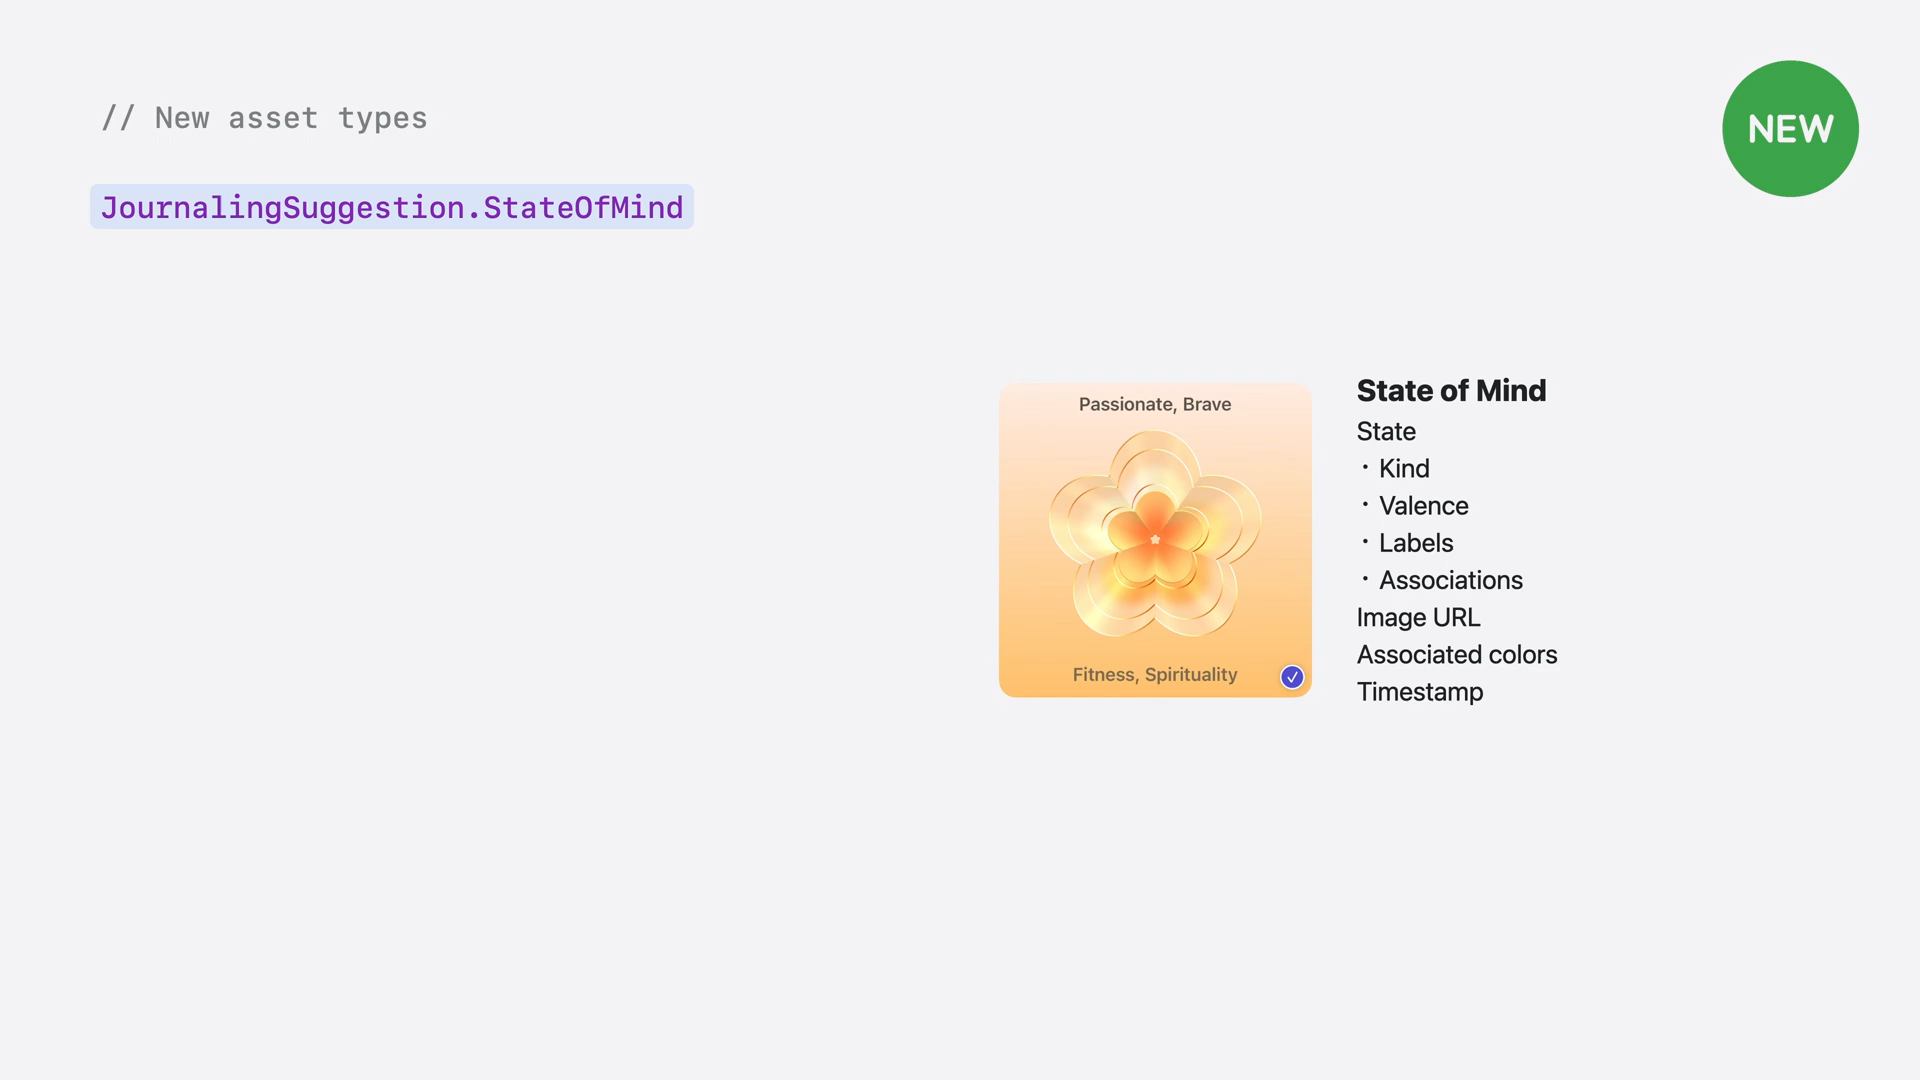 // New asset types
NEW
JournalingSuggestion.StateOfMind
Passionate, Brave
Fitness, Spirituality
State of Mind
State
· Kind
· Valence
· Labels
· Associations
Image URL
Associated colors
Timestamp